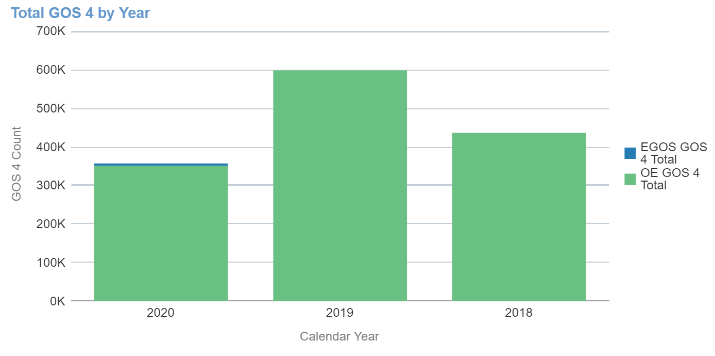 Total GOS 4 by Year
700K
600K
500K
400K
300K
200K
100K
0K
GOS 4 Count
2020
2019
2018
Calendar Year
EGOS GOS
4 Total
OE GOS 4
Total